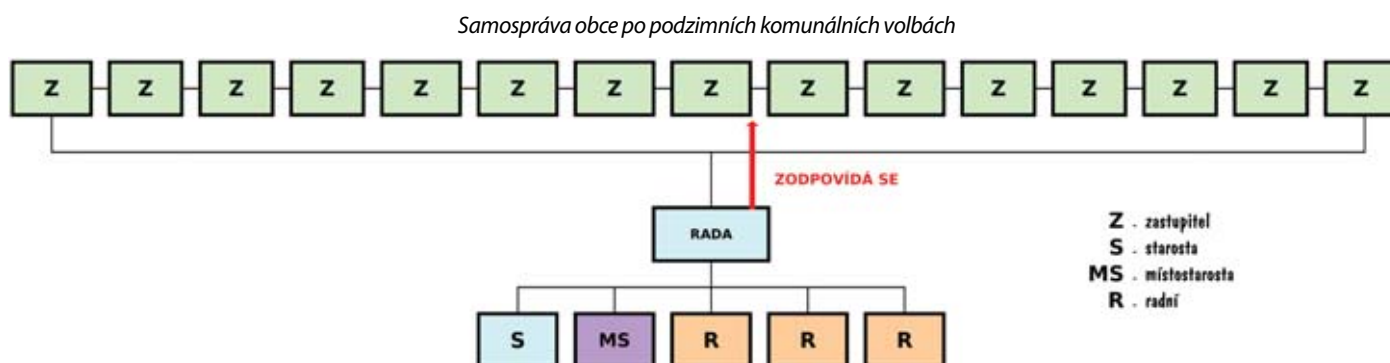 Samospráva obce po podzimních komunálních volbách
Z Z Z Z Z Z Z Z Z Z Z Z Z Z Z
ZODPOVÍDÁ SE
RADA
Z - zastupitel
S - starosta
MS - místostarosta
R - radní
S MS R R R